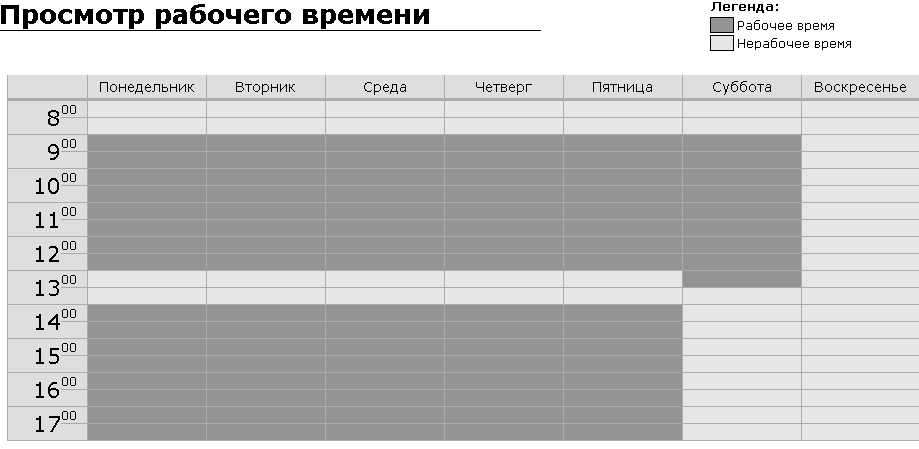 Просмотр рабочего времени
Легенда:
Рабочее время
Нерабочее время
Понедельник Вторник Среда Четверг Пятница Суббота Воскресенье
8 00
9 00
10 00
11 00
12 00
13 00
14 00
15 00
16 00
17 00